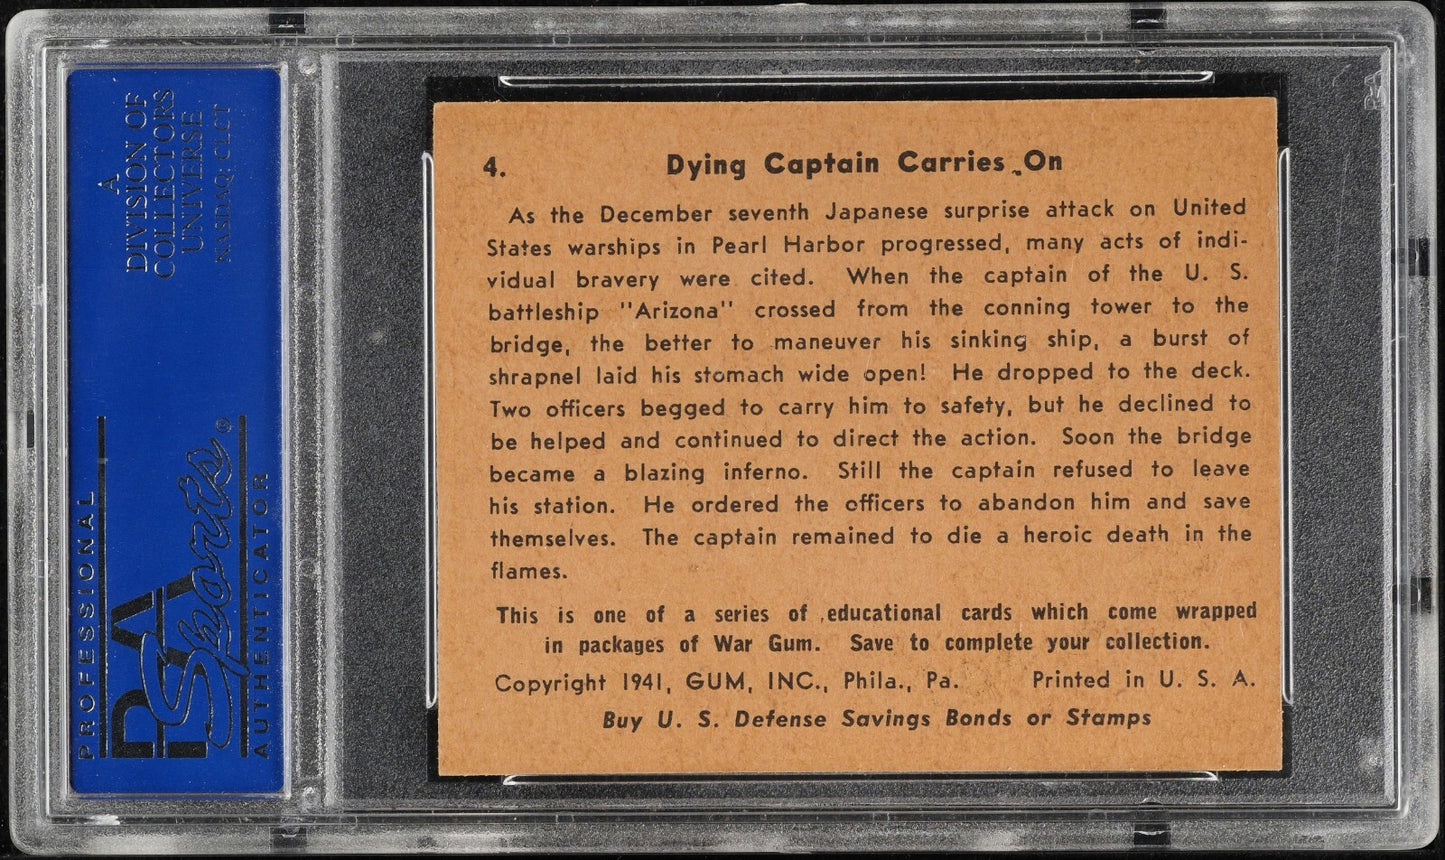 A
DIVISION OF
COLLECTORS
UNIVERSE
NASDAQ: CLCT
PROFESSIONAL
PSA
Sports®
AUTHENTICATOR
4. Dying Captain Carries On
As the December seventh Japanese surprise attack on United
States warships in Pearl Harbor progressed, many acts of indi-
vidual bravery were cited. When the captain of the U. S.
battleship "Arizona" crossed from the conning tower to the
bridge, the better to maneuver his sinking ship, a burst of
shrapnel laid his stomach wide open! He dropped to the deck.
Two officers begged to carry him to safety, but he declined to
be helped and continued to direct the action. Soon the bridge
became a blazing inferno. Still the captain refused to leave
his station. He ordered the officers to abandon him and save
themselves. The captain remained to die a heroic death in the
flames.
This is one of a series of educational cards which come wrapped
in packages of War Gum. Save to complete your collection.
Copyright 1941, GUM, INC., Phila., Pa. Printed in U. S. A.
Buy U. S. Defense Savings Bonds or Stamps